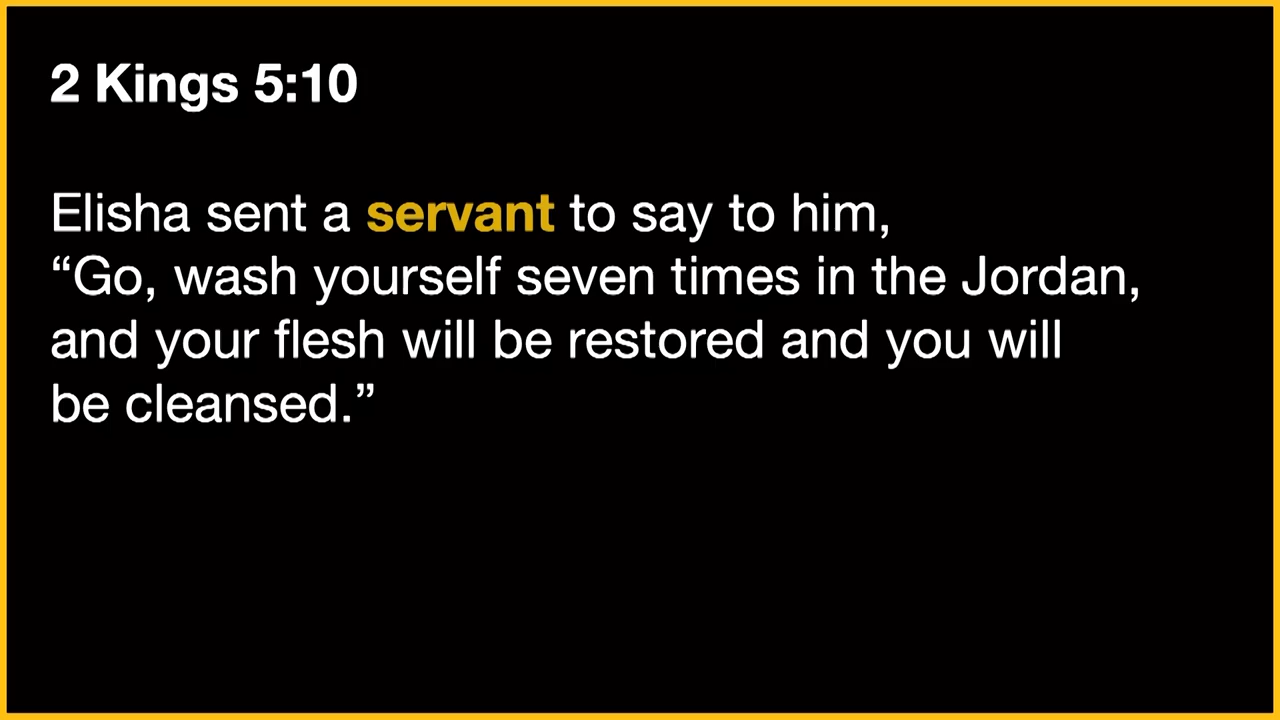 2 Kings 5:10
Elisha sent a servant to say to him,
“Go, wash yourself seven times in the Jordan,
and your flesh will be restored and you will
be cleansed.”